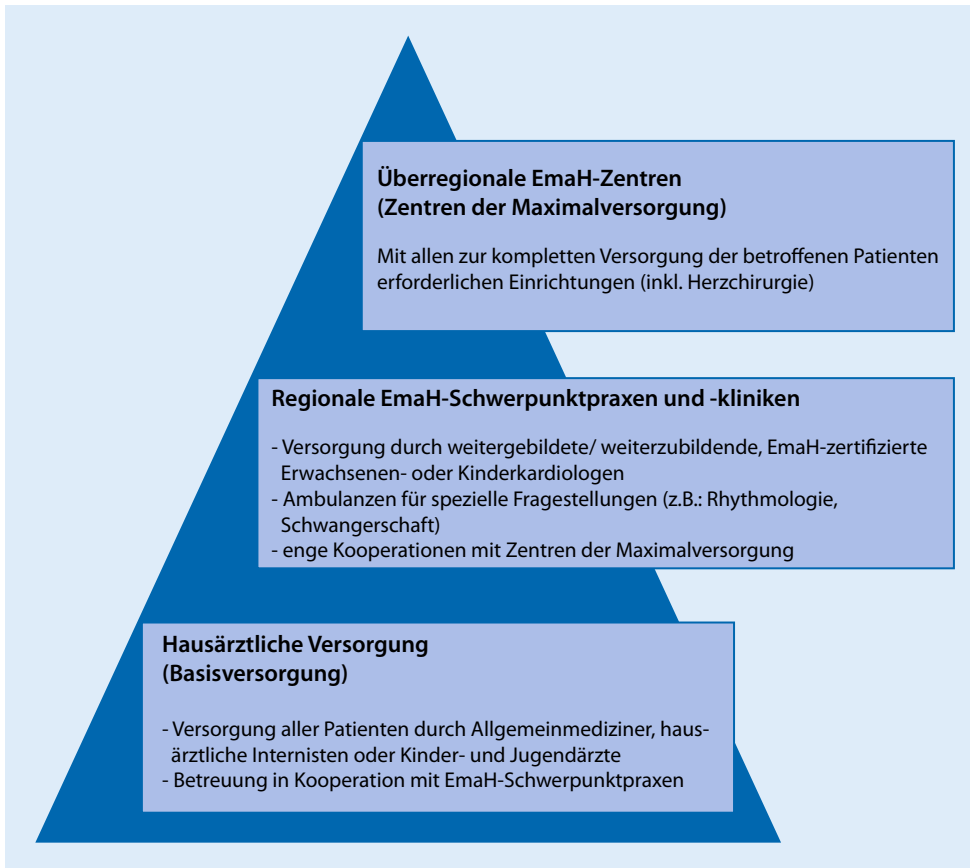 Überregionale EmaH-Zentren
(Zentren der Maximalversorgung)
Mit allen zur kompletten Versorgung der betroffenen Patienten
erforderlichen Einrichtungen (inkl. Herzchirurgie)
Regionale EmaH-Schwerpunktpraxen und -kliniken
- Versorgung durch weitergebildete/ weiterzubildende, EmaH-zertifizierte
Erwachsenen- oder Kinderkardiologen
- Ambulanzen für spezielle Fragestellungen (z.B.: Rhythmologie,
Schwangerschaft)
- enge Kooperationen mit Zentren der Maximalversorgung
Hausärztliche Versorgung
(Basisversorgung)
- Versorgung aller Patienten durch Allgemeinmediziner, haus-
ärztliche Internisten oder Kinder- und Jugendärzte
- Betreuung in Kooperation mit EmaH-Schwerpunktpraxen